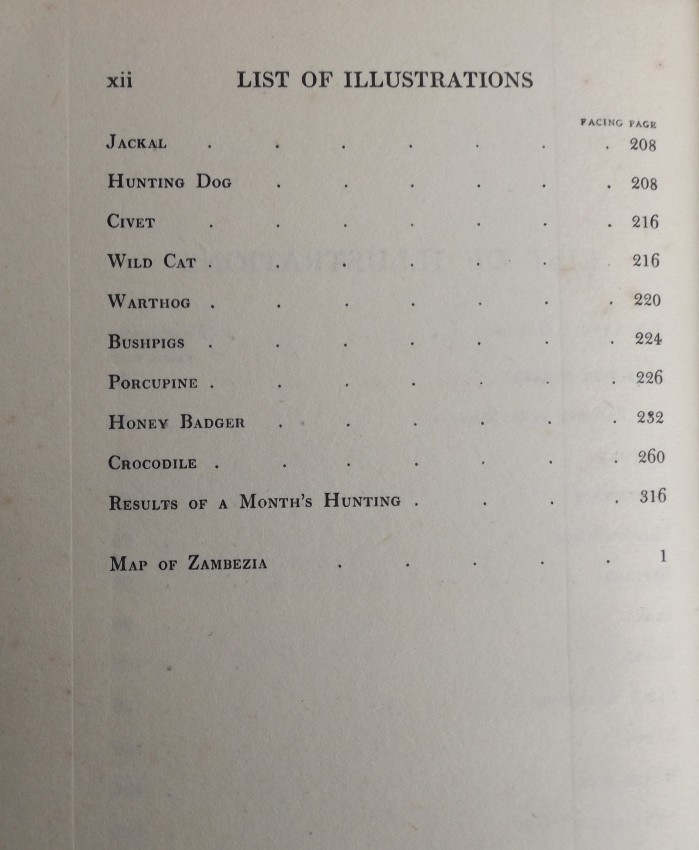 xii LIST OF ILLUSTRATIONS
FACING PAGE
JACKAL . . . . . . . 208
HUNTING DOG . . . . . . 208
CIVET . . . . . . . 216
WILD CAT . . . . . . . 216
WARTHOG . . . . . . . 220
BUSHPIGS . . . . . . . 224
PORCUPINE . . . . . . . 226
HONEY BADGER . . . . . . 232
CROCODILE . . . . . . . 260
RESULTS OF A MONTH'S HUNTING . . . . 316
MAP OF ZAMBEZIA . . . . . 1